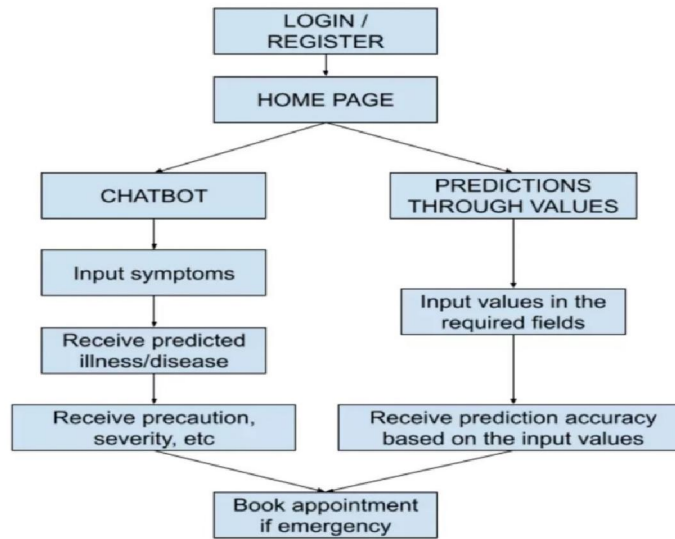 LOGIN /
REGISTER
HOME PAGE
CHATBOT
PREDICTIONS
THROUGH VALUES
Input symptoms
Input values in the
required fields
Receive predicted
illness/disease
Receive precaution,
severity, etc
Receive prediction accuracy
based on the input values
Book appointment
if emergency